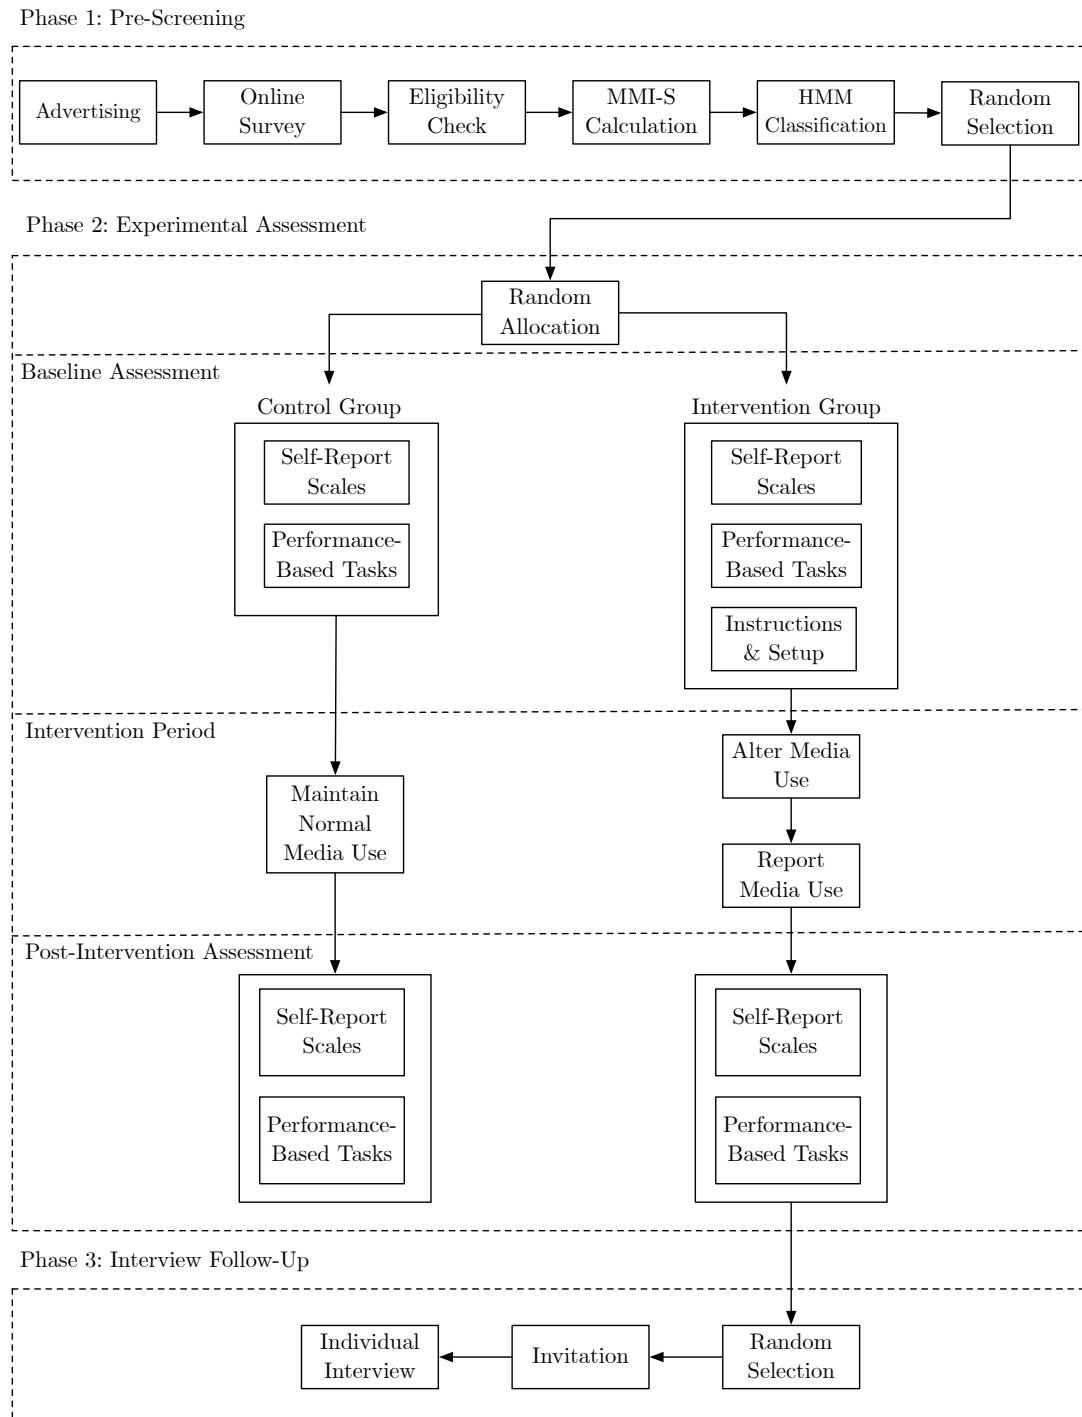 Phase 1: Pre-Screening
Advertising
Online
Survey
Eligibility
Check
MMI-S
Calculation
HMM
Classification
Random
Selection
Phase 2: Experimental Assessment
Random
Allocation
Baseline Assessment
Control Group
Self-Report
Scales
Performance-
Based Tasks
Intervention Group
Self-Report
Scales
Performance-
Based Tasks
Instructions
& Setup
Intervention Period
Maintain
Normal
Media Use
Alter Media
Use
Report
Media Use
Post-Intervention Assessment
Self-Report
Scales
Performance-
Based Tasks
Self-Report
Scales
Performance-
Based Tasks
Phase 3: Interview Follow-Up
Individual
Interview
Invitation
Random
Selection